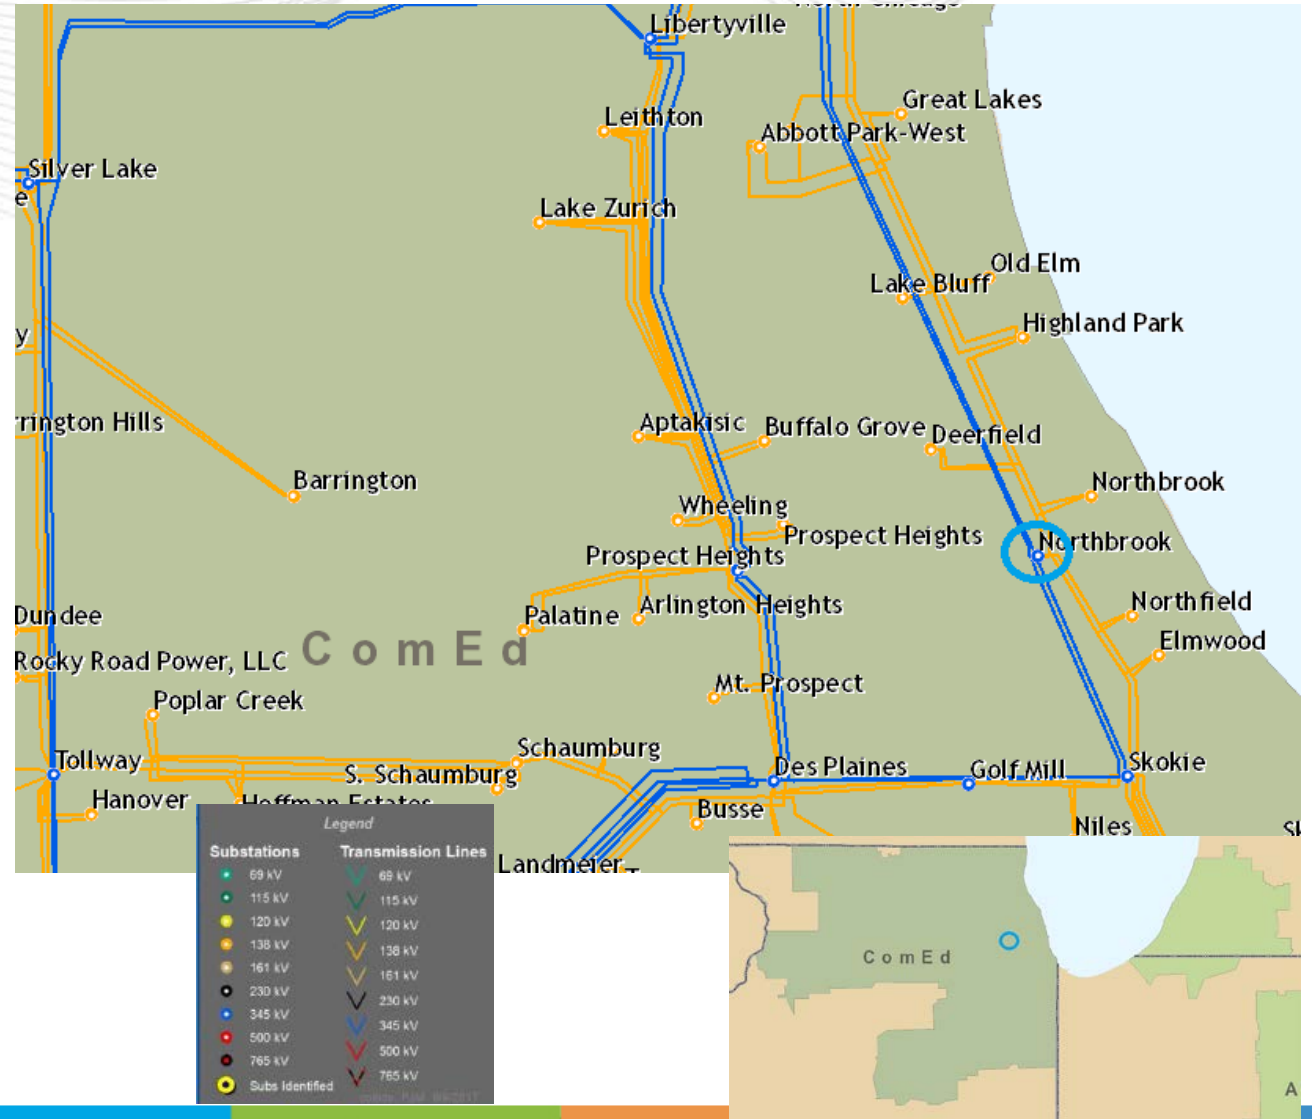 Libertyville
North Chicago
Leithton
Great Lakes
Abbott Park-West
Silver Lake
e
Lake Zurich
Old Elm
Lake Bluff
Highland Park
y
rrington Hills
Aptakisic
Buffalo Grove
Deerfield
Barrington
Northbrook
Wheeling
Prospect Heights
Northbrook
Prospect Heights
Dundee
Palatine
Arlington Heights
Northfield
ComEd
Elmwood
Rocky Road Power, LLC
Poplar Creek
Mt. Prospect
Tollway
Schaumburg
S. Schaumburg
Des Plaines
Golf Mill
Skokie
Hanover
Hoffman Estates
Busse
Niles
Sk
Landmeier
Legend
Substations Transmission Lines
69 kV 69 kV
115 kV 115 kV
120 kV 120 kV
138 kV 138 kV
161 kV 161 kV
230 kV 230 kV
345 kV 345 kV
500 kV 500 kV
765 kV 765 kV
Subs Identified
ComEd
A